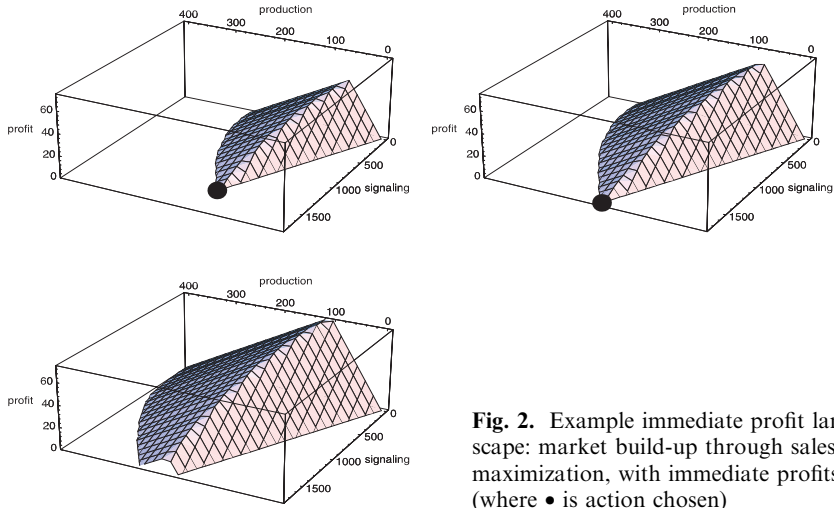 production
400
300
200
100
0
60
profit 40
20
0
0
500
1000 signaling
1500
production
400
300
200
100
0
60
profit 40
20
0
0
500
1000 signaling
1500
production
400
300
200
100
0
60
profit 40
20
0
0
500
1000 signaling
1500
Fig. 2. Example immediate profit lan
scape: market build-up through sales
maximization, with immediate profits
(where • is action chosen)